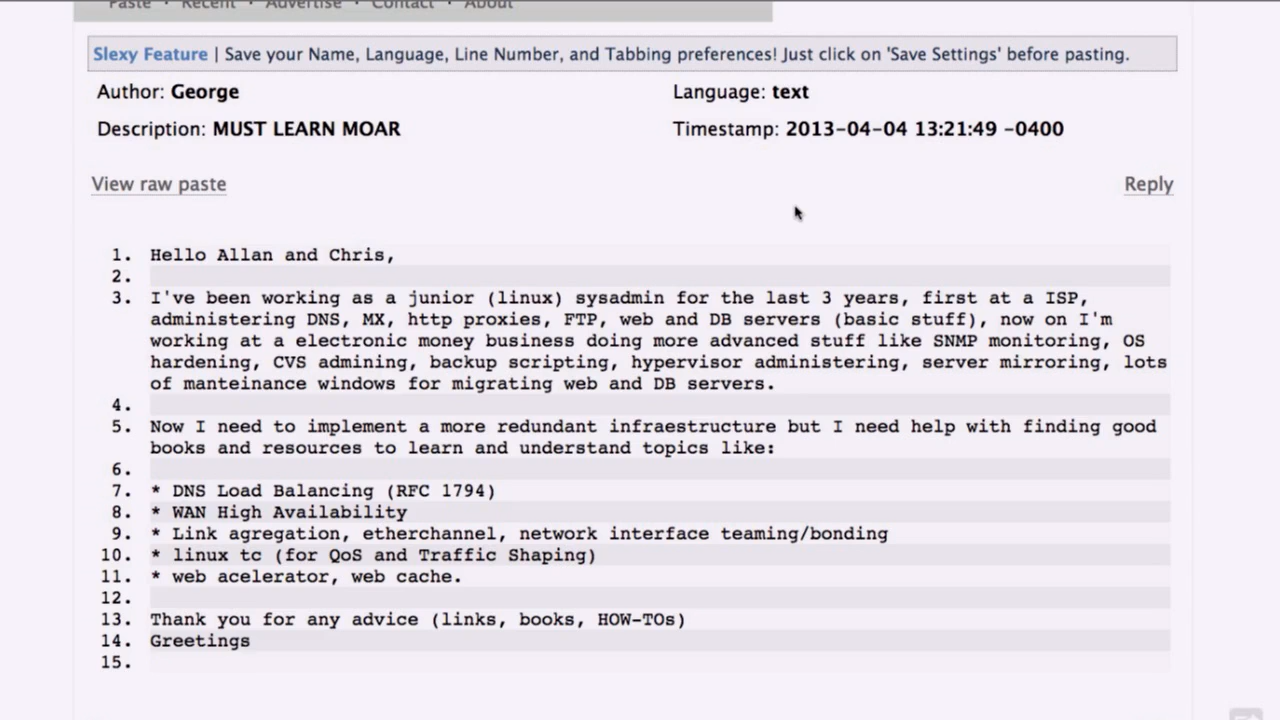 Paste • Recent • Advertise • Contact • About
Slexy Feature | Save your Name, Language, Line Number, and Tabbing preferences! Just click on 'Save Settings' before pasting.
Author: George
Language: text
Description: MUST LEARN MOAR
Timestamp: 2013-04-04 13:21:49 -0400
View raw paste
Reply
1. Hello Allan and Chris,
2.
3. I've been working as a junior (linux) sysadmin for the last 3 years, first at a ISP,
administering DNS, MX, http proxies, FTP, web and DB servers (basic stuff), now on I'm
working at a electronic money business doing more advanced stuff like SNMP monitoring, OS
hardening, CVS admining, backup scripting, hypervisor administering, server mirroring, lots
of manteinance windows for migrating web and DB servers.
4.
5. Now I need to implement a more redundant infraestructure but I need help with finding good
books and resources to learn and understand topics like:
6.
7. * DNS Load Balancing (RFC 1794)
8. * WAN High Availability
9. * Link agregation, etherchannel, network interface teaming/bonding
10. * linux tc (for QoS and Traffic Shaping)
11. * web acelerator, web cache.
12.
13. Thank you for any advice (links, books, HOW-TOs)
14. Greetings
15.